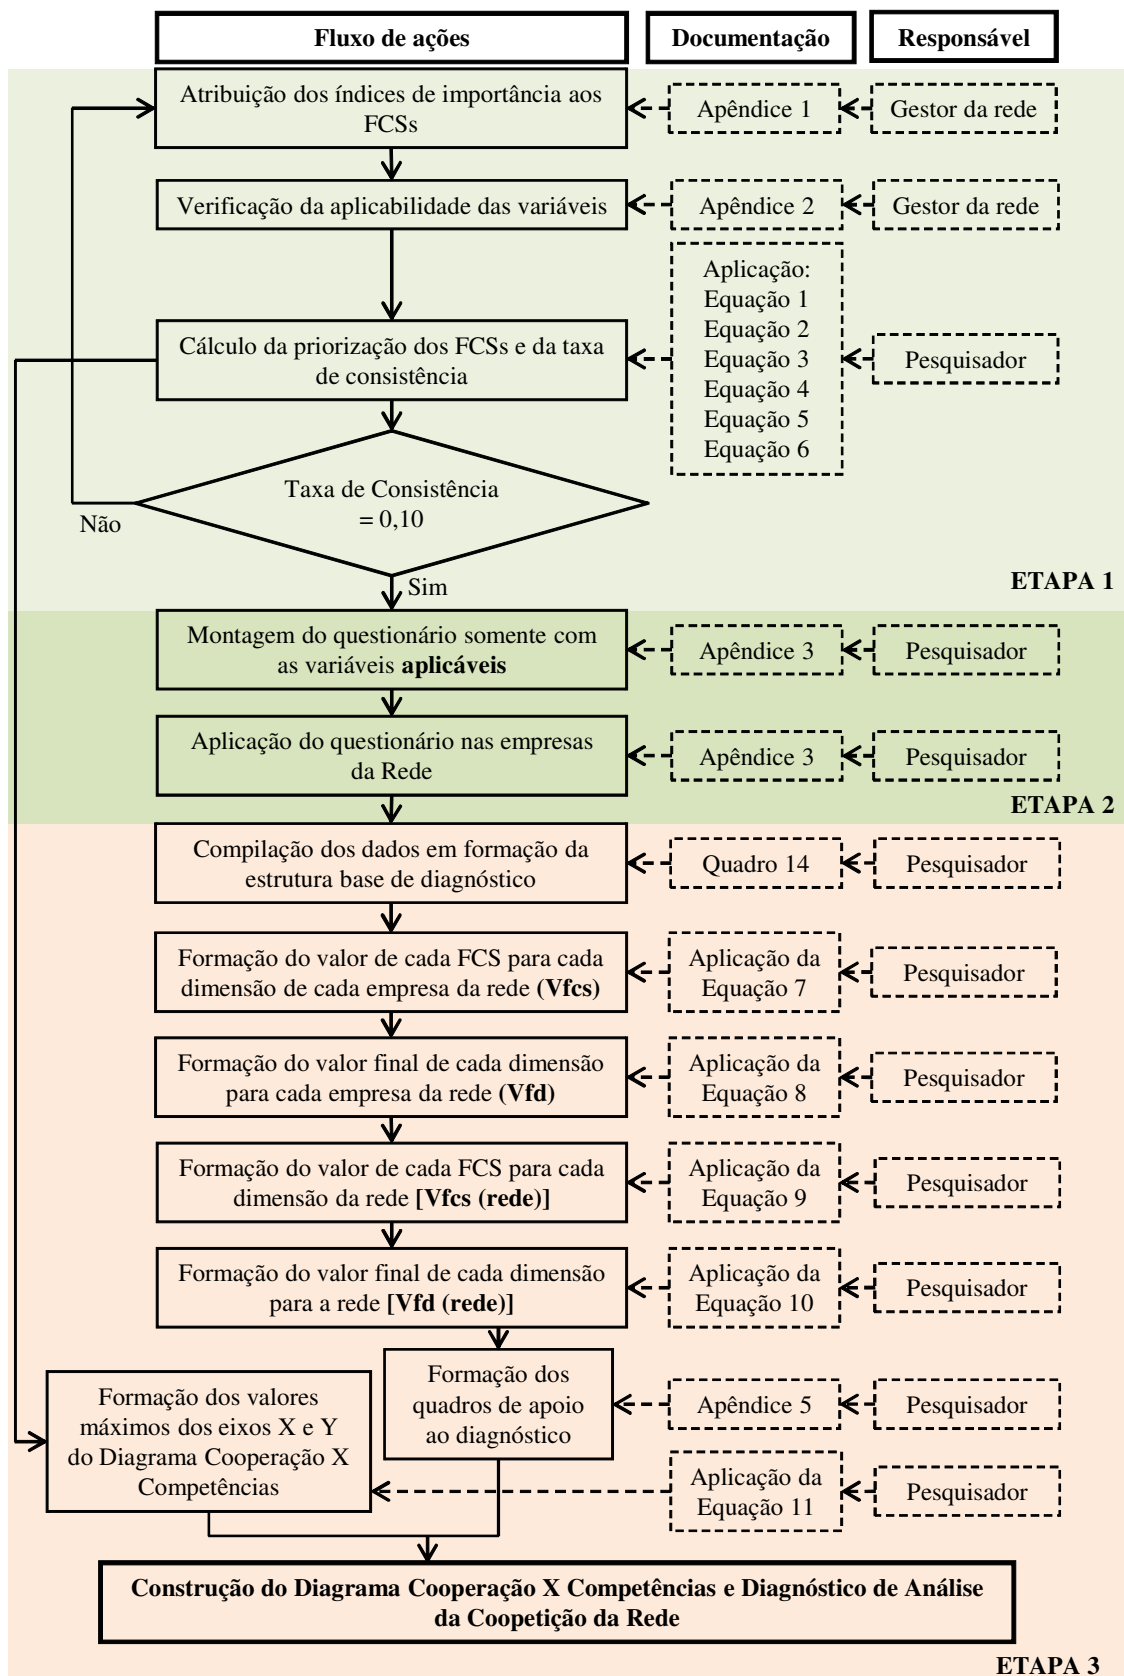 Fluxo de ações
Documentação
Responsável
Atribuição dos índices de importância aos
FCSs
Apêndice 1
Gestor da rede
Verificação da aplicabilidade das variáveis
Apêndice 2
Gestor da rede
Cálculo da priorização dos FCSs e da taxa
de consistência
Aplicação:
Equação 1
Equação 2
Equação 3
Equação 4
Equação 5
Equação 6
Pesquisador
Taxa de Consistência
= 0,10
Não
Sim
ETAPA 1
Montagem do questionário somente com
as variáveis aplicáveis
Apêndice 3
Pesquisador
Aplicação do questionário nas empresas
da Rede
Apêndice 3
Pesquisador
ETAPA 2
Compilação dos dados em formação da
estrutura base de diagnóstico
Quadro 14
Pesquisador
Formação do valor de cada FCS para cada
dimensão de cada empresa da rede (Vfcs)
Aplicação da
Equação 7
Pesquisador
Formação do valor final de cada dimensão
para cada empresa da rede (Vfd)
Aplicação da
Equação 8
Pesquisador
Formação do valor de cada FCS para cada
dimensão da rede [Vfcs (rede)]
Aplicação da
Equação 9
Pesquisador
Formação do valor final de cada dimensão
para a rede [Vfd (rede)]
Aplicação da
Equação 10
Pesquisador
Formação dos
quadros de apoio
ao diagnóstico
Apêndice 5
Pesquisador
Formação dos valores
máximos dos eixos X e Y
do Diagrama Cooperação X
Competências
Aplicação da
Equação 11
Pesquisador
Construção do Diagrama Cooperação X Competências e Diagnóstico de Análise
da Coopetição da Rede
ETAPA 3